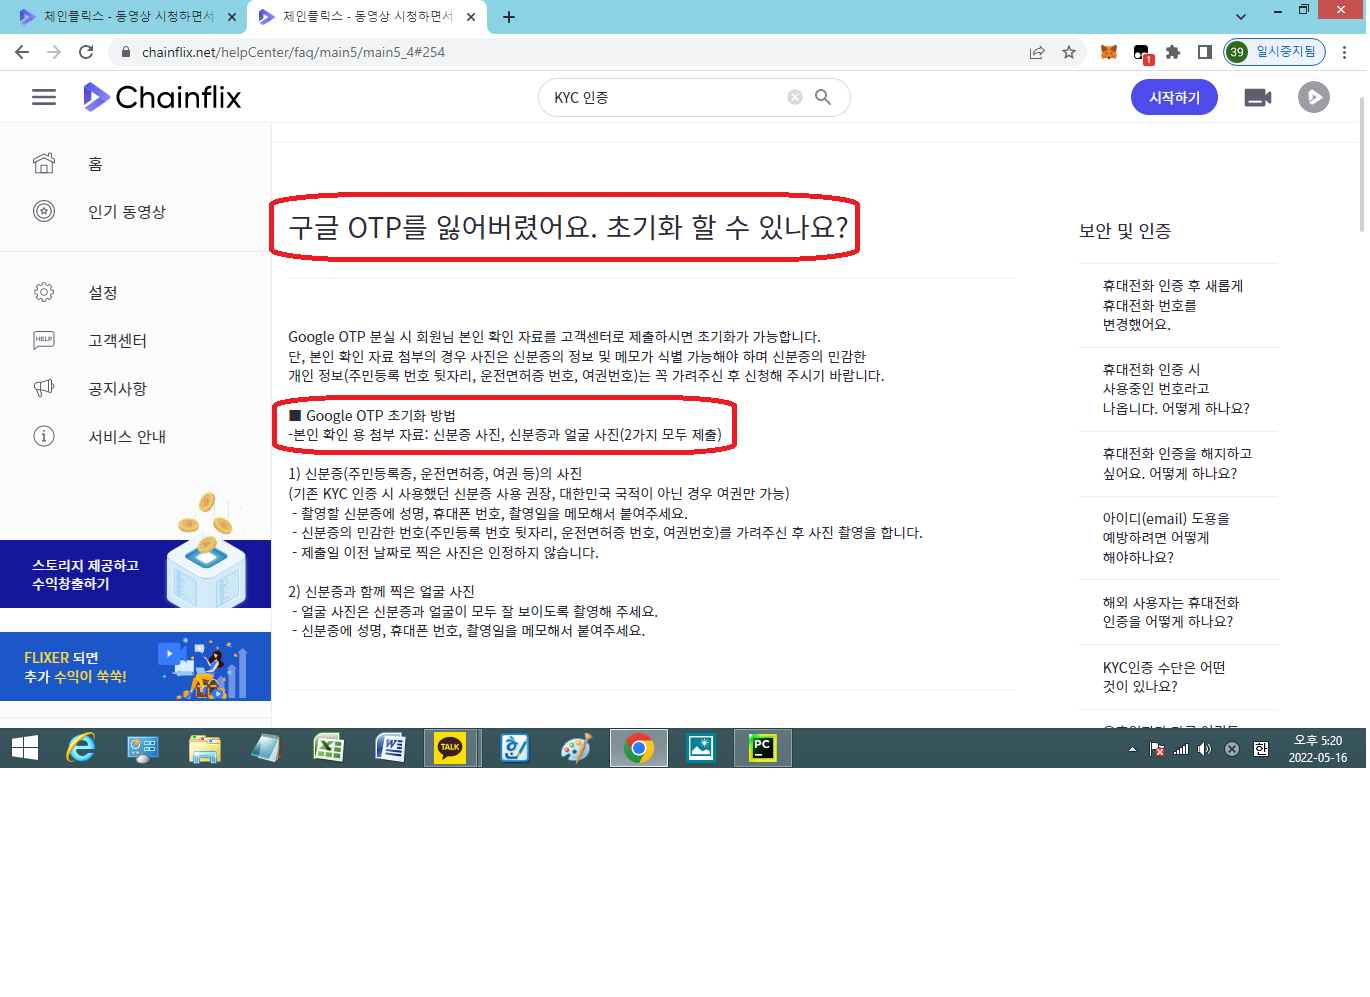 체인플릭스 - 동영상 시청하면서
체인플릭스 - 동영상 시청하면서
chainflix.net/helpCenter/faq/main5/main5_4#254
1
39
일시중지됨
Chainflix
KYC 인증
시작하기
홈
인기 동영상
설정
HELP
고객센터
공지사항
서비스 안내
스토리지 제공하고
수익창출하기
FLIXER 되면
추가 수익이 쑥쑥!
구글 OTP를 잃어버렸어요. 초기화 할 수 있나요?
Google OTP 분실 시 회원님 본인 확인 자료를 고객센터로 제출하시면 초기화가 가능합니다.
단, 본인 확인 자료 첨부의 경우 사진은 신분증의 정보 및 메모가 식별 가능해야 하며 신분증의 민감한
개인 정보(주민등록 번호 뒷자리, 운전면허증 번호, 여권번호)는 꼭 가려주신 후 신청해 주시기 바랍니다.
■ Google OTP 초기화 방법
-본인 확인 용 첨부 자료: 신분증 사진, 신분증과 얼굴 사진(2가지 모두 제출)
1) 신분증(주민등록증, 운전면허증, 여권 등)의 사진
(기존 KYC 인증 시 사용했던 신분증 사용 권장, 대한민국 국적이 아닌 경우 여권만 가능)
- 촬영할 신분증에 성명, 휴대폰 번호, 촬영일을 메모해서 붙여주세요.
- 신분증의 민감한 번호(주민등록 번호 뒷자리, 운전면허증 번호, 여권번호)를 가려주신 후 사진 촬영을 합니다.
- 제출일 이전 날짜로 찍은 사진은 인정하지 않습니다.
2) 신분증과 함께 찍은 얼굴 사진
- 얼굴 사진은 신분증과 얼굴이 모두 잘 보이도록 촬영해 주세요.
- 신분증에 성명, 휴대폰 번호, 촬영일을 메모해서 붙여주세요.
보안 및 인증
휴대전화 인증 후 새롭게
휴대전화 번호를
변경했어요.
휴대전화 인증 시
사용중인 번호라고
나옵니다. 어떻게 하나요?
휴대전화 인증을 해지하고
싶어요. 어떻게 하나요?
아이디(email) 도용을
예방하려면 어떻게
해야하나요?
해외 사용자는 휴대전화
인증을 어떻게 하나요?
KYC인증 수단은 어떤
것이 있나요?
TALK
PC
한
오후 5:20
2022-05-16